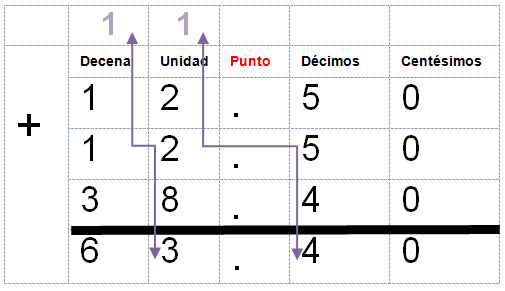 1 1
Decena Unidad Punto Décimos Centésimos
1 2 . 5 0
+ 1 2 . 5 0
3 8 . 4 0
6 3 . 4 0